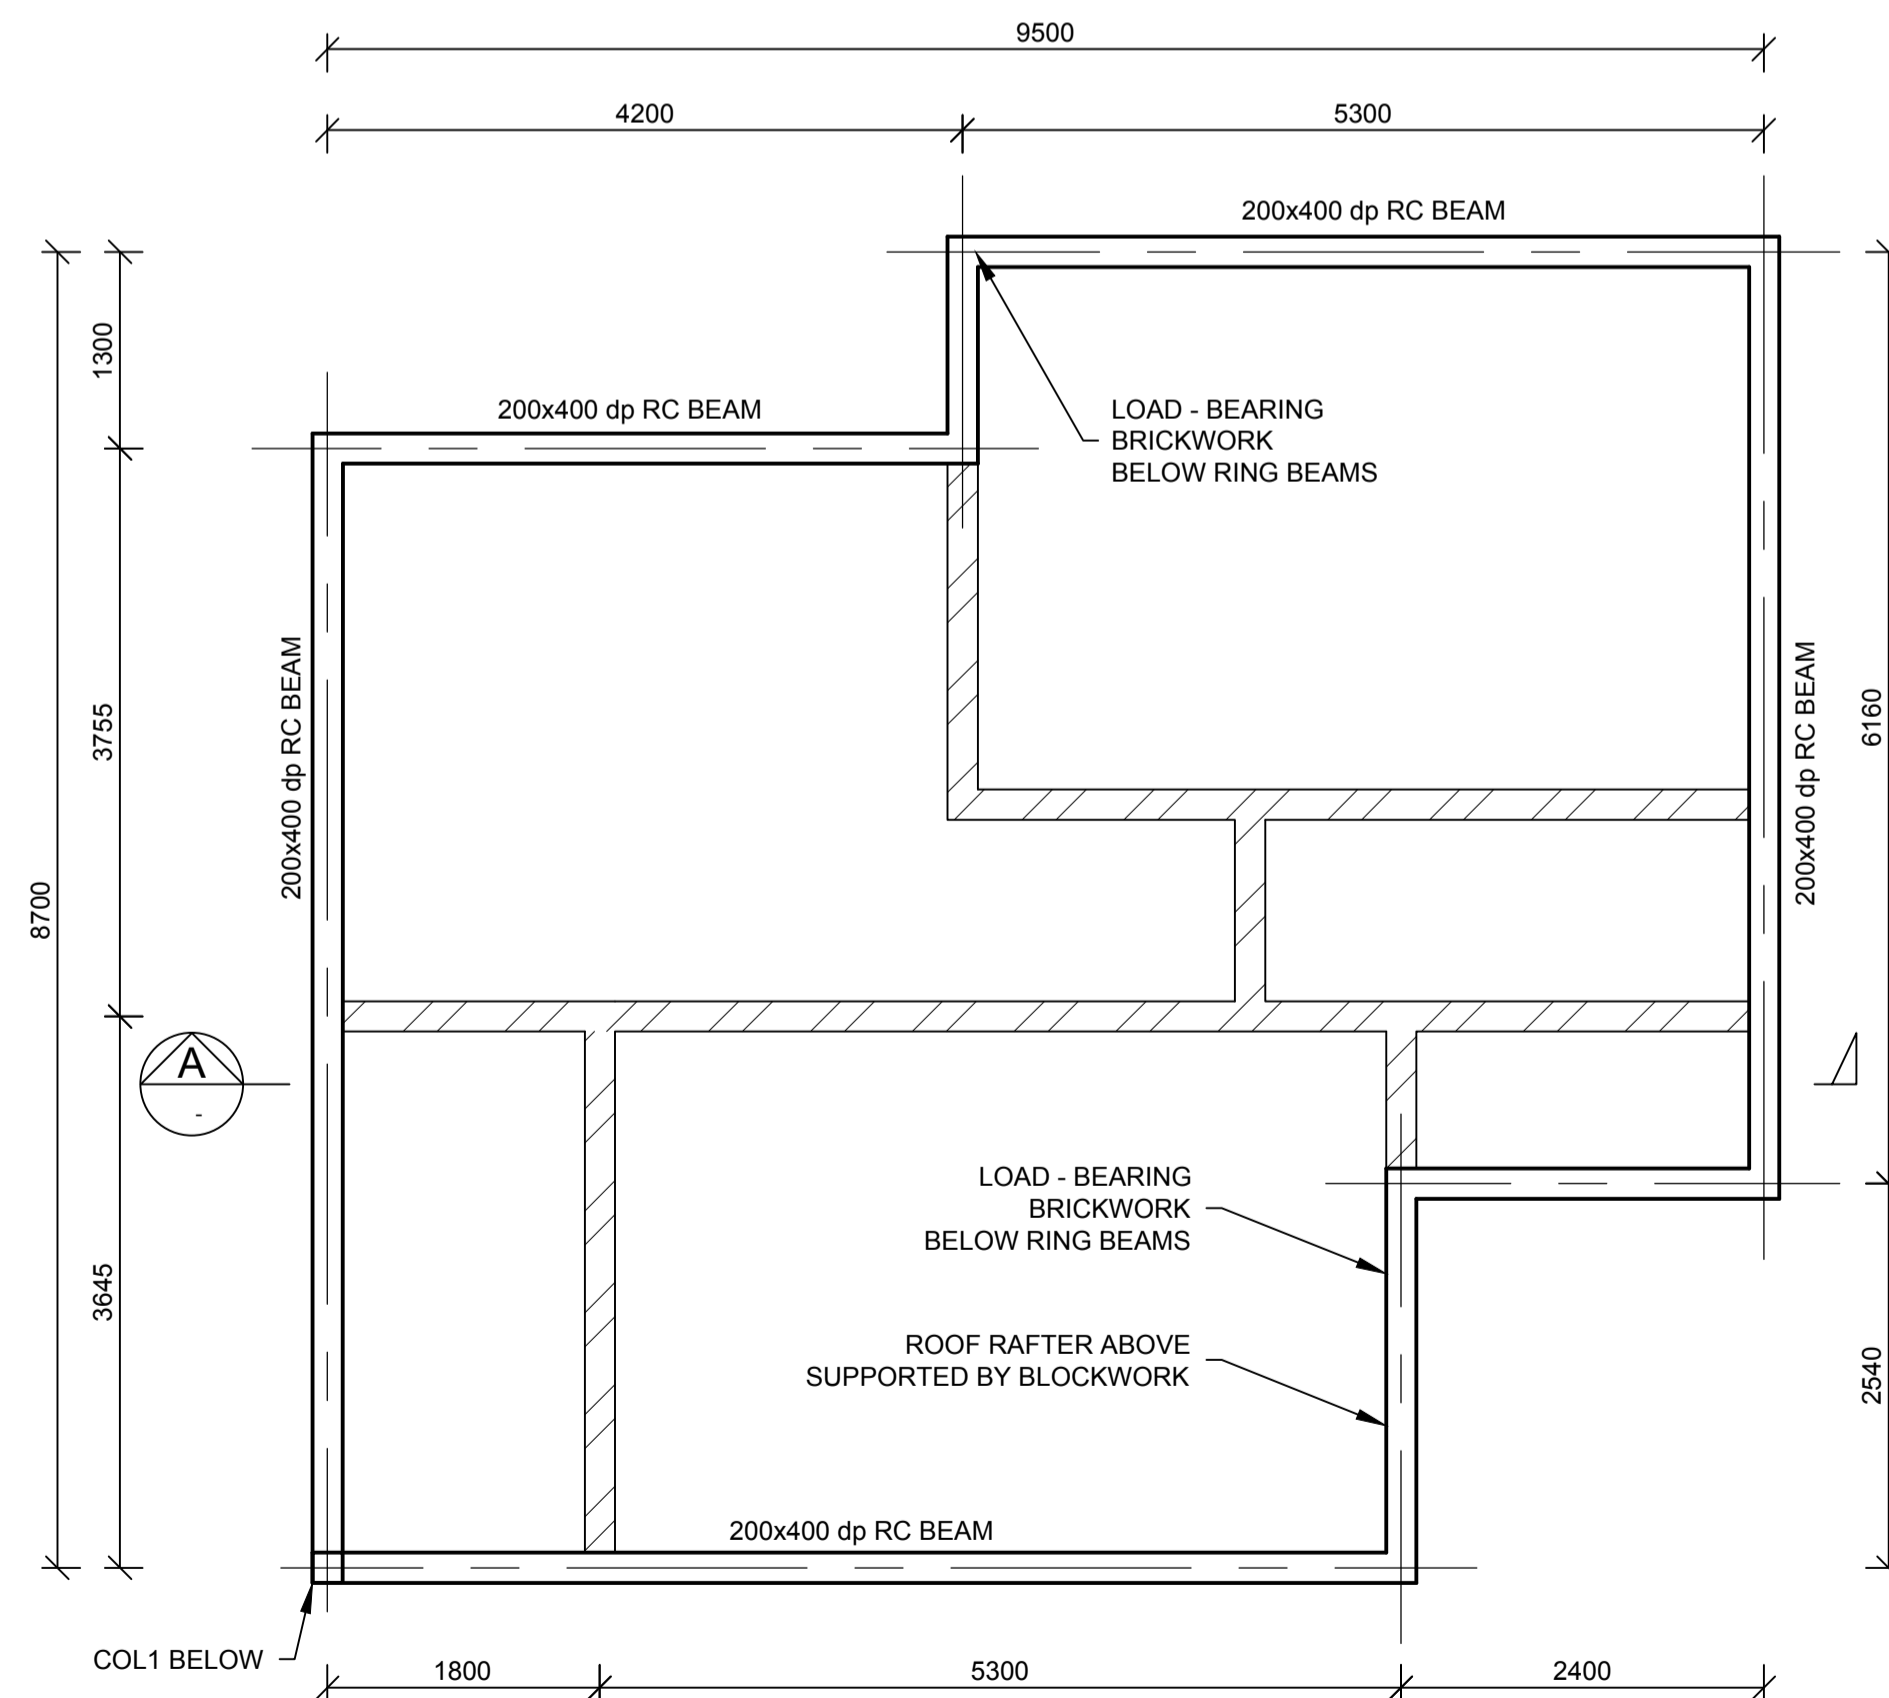 9500
4200
5300
200x400 dp RC BEAM
1300
200x400 dp RC BEAM
LOAD - BEARING
BRICKWORK
BELOW RING BEAMS
8700
3755
200x400 dp RC BEAM
200x400 dp RC BEAM
6160
A
-
LOAD - BEARING
BRICKWORK
BELOW RING BEAMS
3645
ROOF RAFTER ABOVE
SUPPORTED BY BLOCKWORK
2540
200x400 dp RC BEAM
COL1 BELOW
1800
5300
2400